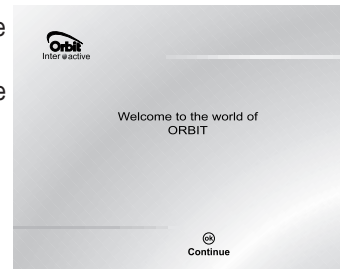 e
e
Orbit
Inter@active
Welcome to the world of
ORBIT
ok
Continue